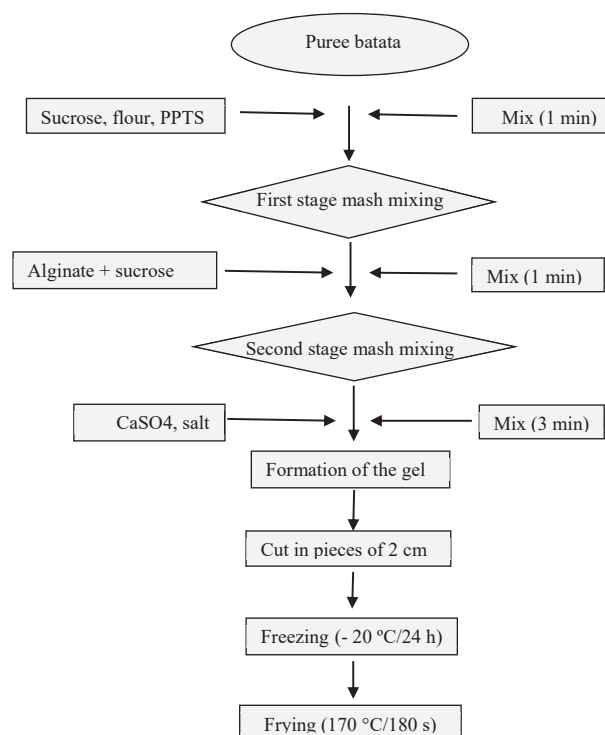 Puree batata
Sucrose, flour, PPTS
Mix (1 min)
First stage mash mixing
Alginate + sucrose
Mix (1 min)
Second stage mash mixing
CaSO4, salt
Mix (3 min)
Formation of the gel
Cut in pieces of 2 cm
Freezing (- 20 ºC/24 h)
Frying (170 °C/180 s)